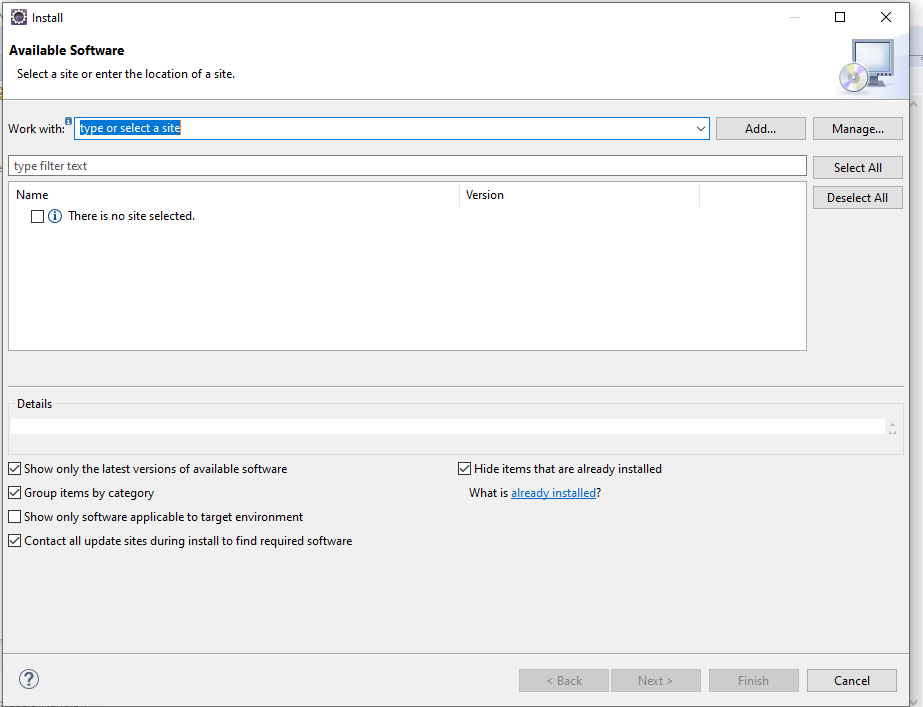 Install
Available Software
Select a site or enter the location of a site.
Work with: type or select a site Add... Manage...
type filter text Select All
Name Version Deselect All
There is no site selected.
Details
Show only the latest versions of available software Hide items that are already installed
Group items by category What is already installed?
Show only software applicable to target environment
Contact all update sites during install to find required software
? < Back Next > Finish Cancel